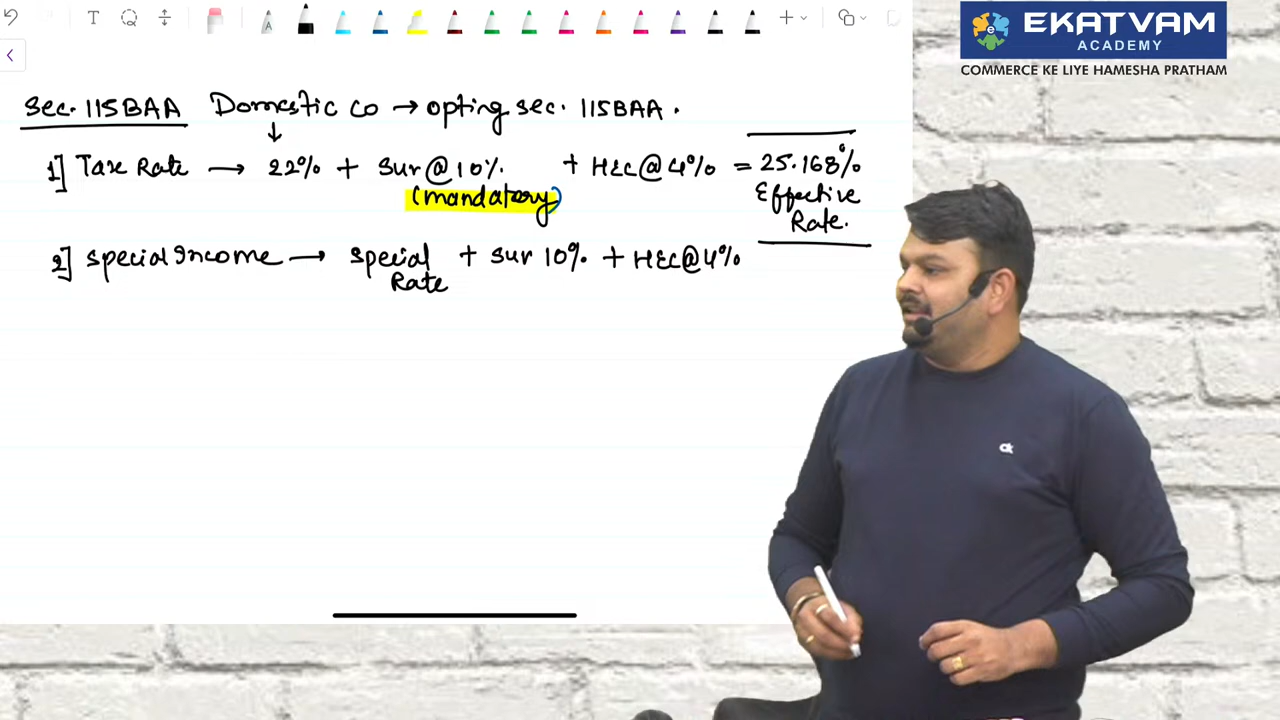 EKATVAM
ACADEMY
COMMERCE KE LIYE HAMESHA PRATHAM
Sec. 115BAA Domestic Co → opting sec. 115BAA.
↓
1] Tax Rate → 22% + Sur@10% + HEC@4% = 25.168%
(mandatory) Effective
Rate.
2] Special Income → Special + Sur 10% + HEC@4%
Rate